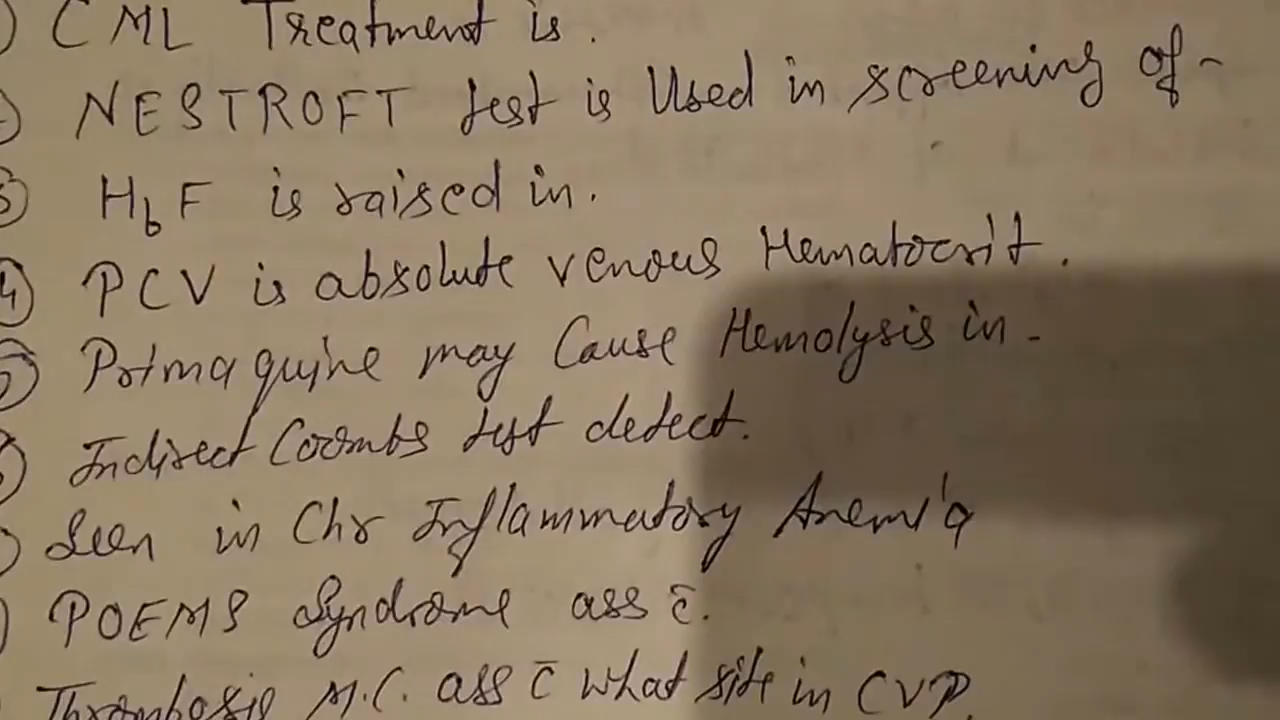 ) CML Treatment is.
NESTROFT test is Used in screening of -
HbF is raised in.
④ PCV is absolute venous Hematocrit.
Primaquine may Cause Hemolysis in -
Indirect Coombs test detect.
Seen in Chr Inflammatory Anemia
POEMS Syndrome ass c̄.
Thrombosis M.C. ass c̄ what site in CVP.